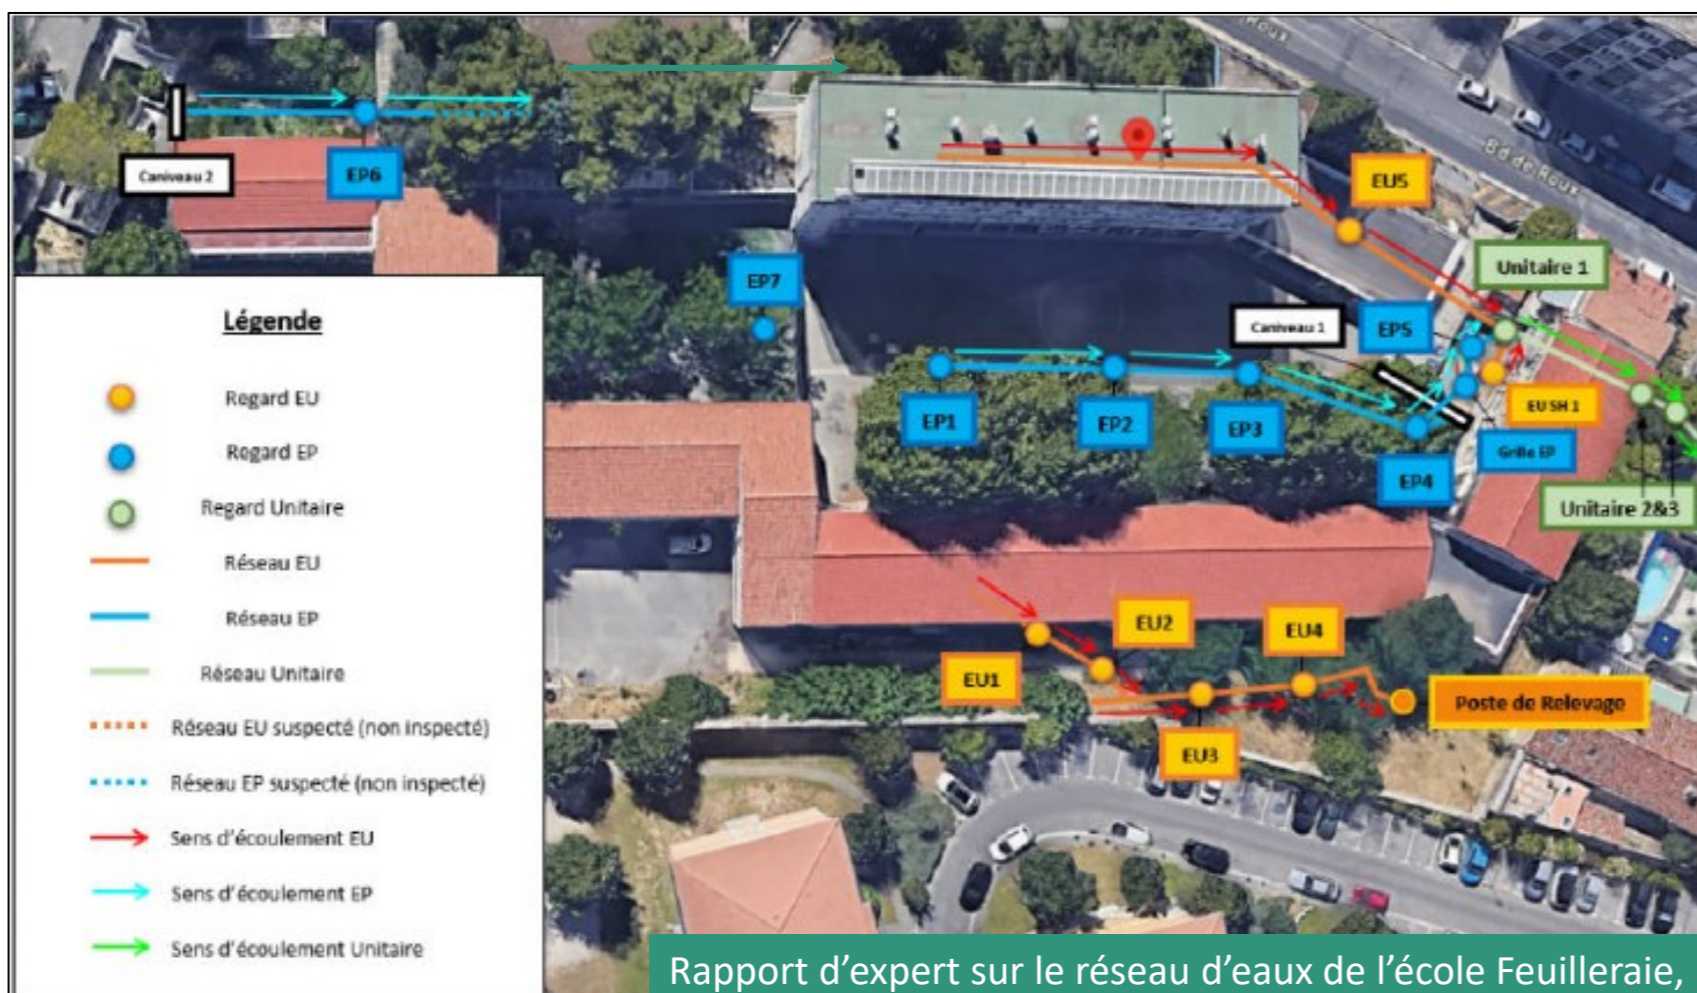 Roux
Bd de Roux
Caniveau 2
EP6
EU5
Unitaire 1
EP7
Caniveau 1
EP5
EU SH 1
EP1
EP2
EP3
Grille EP
EP4
Unitaire 2&3
EU2
EU4
EU1
Poste de Relevage
EU3
Légende
Regard EU
Regard EP
Regard Unitaire
Réseau EU
Réseau EP
Réseau Unitaire
Réseau EU suspecté (non inspecté)
Réseau EP suspecté (non inspecté)
Sens d'écoulement EU
Sens d'écoulement EP
Sens d'écoulement Unitaire
Rapport d’expert sur le réseau d’eaux de l’école Feuilleraie,